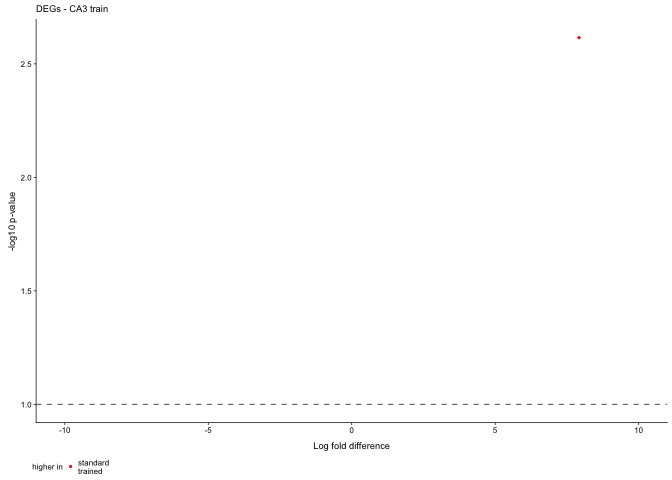 DEGs - CA3 train
2.5
2.0
1.5
1.0
-log10 p-value
-10
-5
0
5
10
Log fold difference
higher in
standard
trained